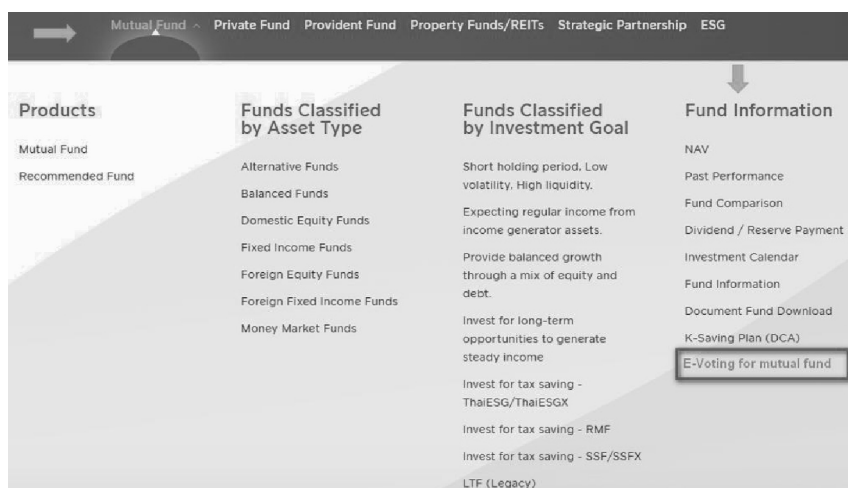 Mutual Fund Private Fund Provident Fund Property Funds/REITs Strategic Partnership ESG
Products
Mutual Fund
Recommended Fund
Funds Classified
by Asset Type
Alternative Funds
Balanced Funds
Domestic Equity Funds
Fixed Income Funds
Foreign Equity Funds
Foreign Fixed Income Funds
Money Market Funds
Funds Classified
by Investment Goal
Short holding period, Low
volatility, High liquidity.
Expecting regular income from
income generator assets.
Provide balanced growth
through a mix of equity and
debt.
Invest for long-term
opportunities to generate
steady income
Invest for tax saving -
ThaiESG/ThaiESGX
Invest for tax saving - RMF
Invest for tax saving - SSF/SSFX
LTF (Legacy)
Fund Information
NAV
Past Performance
Fund Comparison
Dividend / Reserve Payment
Investment Calendar
Fund Information
Document Fund Download
K-Saving Plan (DCA)
E-Voting for mutual fund